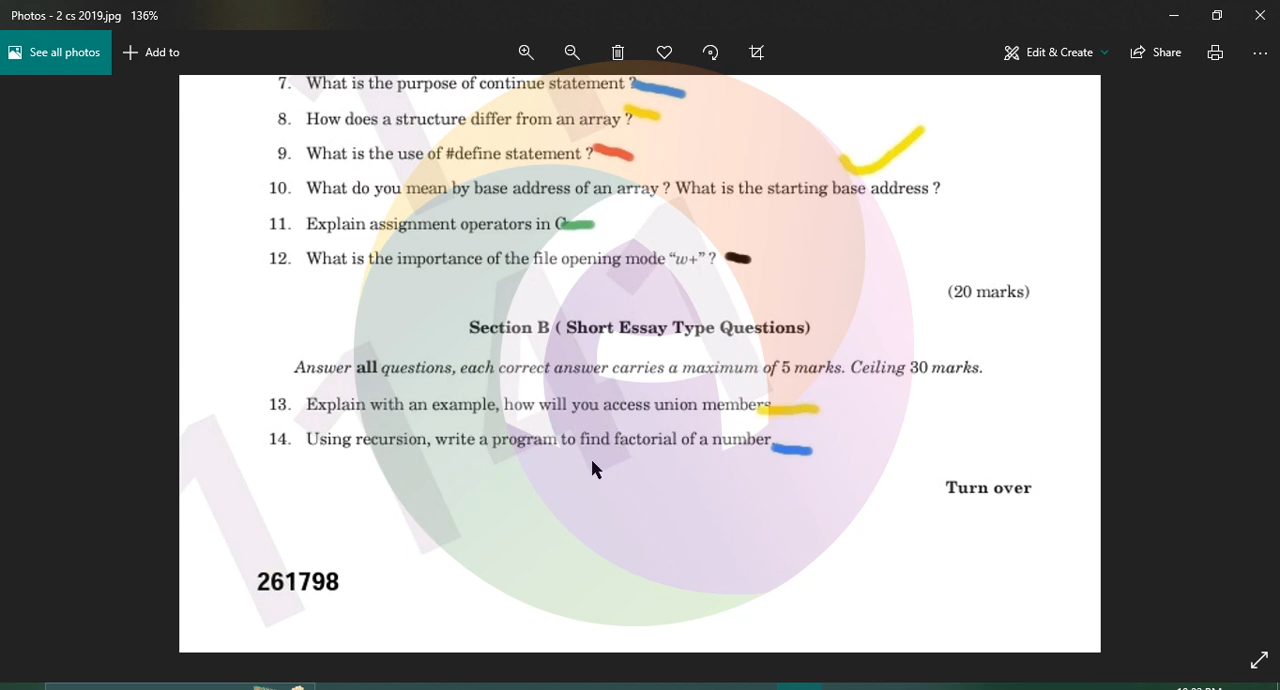 Photos - 2 cs 2019.jpg 136%
See all photos
Add to
Edit & Create
Share
7. What is the purpose of continue statement ?
8. How does a structure differ from an array ?
9. What is the use of #define statement ?
10. What do you mean by base address of an array ? What is the starting base address ?
11. Explain assignment operators in C
12. What is the importance of the file opening mode “w+” ?
(20 marks)
Section B ( Short Essay Type Questions)
Answer all questions, each correct answer carries a maximum of 5 marks. Ceiling 30 marks.
13. Explain with an example, how will you access union members
14. Using recursion, write a program to find factorial of a number
Turn over
261798